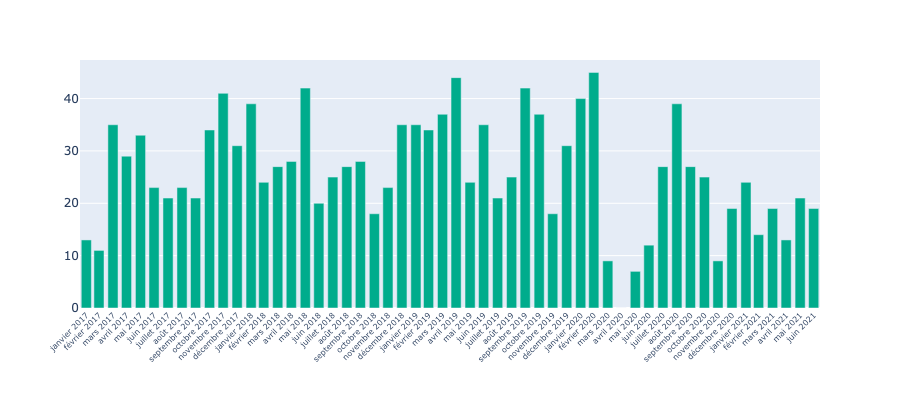 40
30
20
10
0
janvier 2017
février 2017
mars 2017
avril 2017
mai 2017
juin 2017
juillet 2017
août 2017
septembre 2017
octobre 2017
novembre 2017
décembre 2017
janvier 2018
février 2018
mars 2018
avril 2018
mai 2018
juin 2018
juillet 2018
août 2018
septembre 2018
octobre 2018
novembre 2018
décembre 2018
janvier 2019
février 2019
mars 2019
avril 2019
mai 2019
juin 2019
juillet 2019
août 2019
septembre 2019
octobre 2019
novembre 2019
décembre 2019
janvier 2020
février 2020
mars 2020
avril 2020
mai 2020
juin 2020
juillet 2020
août 2020
septembre 2020
octobre 2020
novembre 2020
décembre 2020
janvier 2021
février 2021
mars 2021
avril 2021
mai 2021
juin 2021